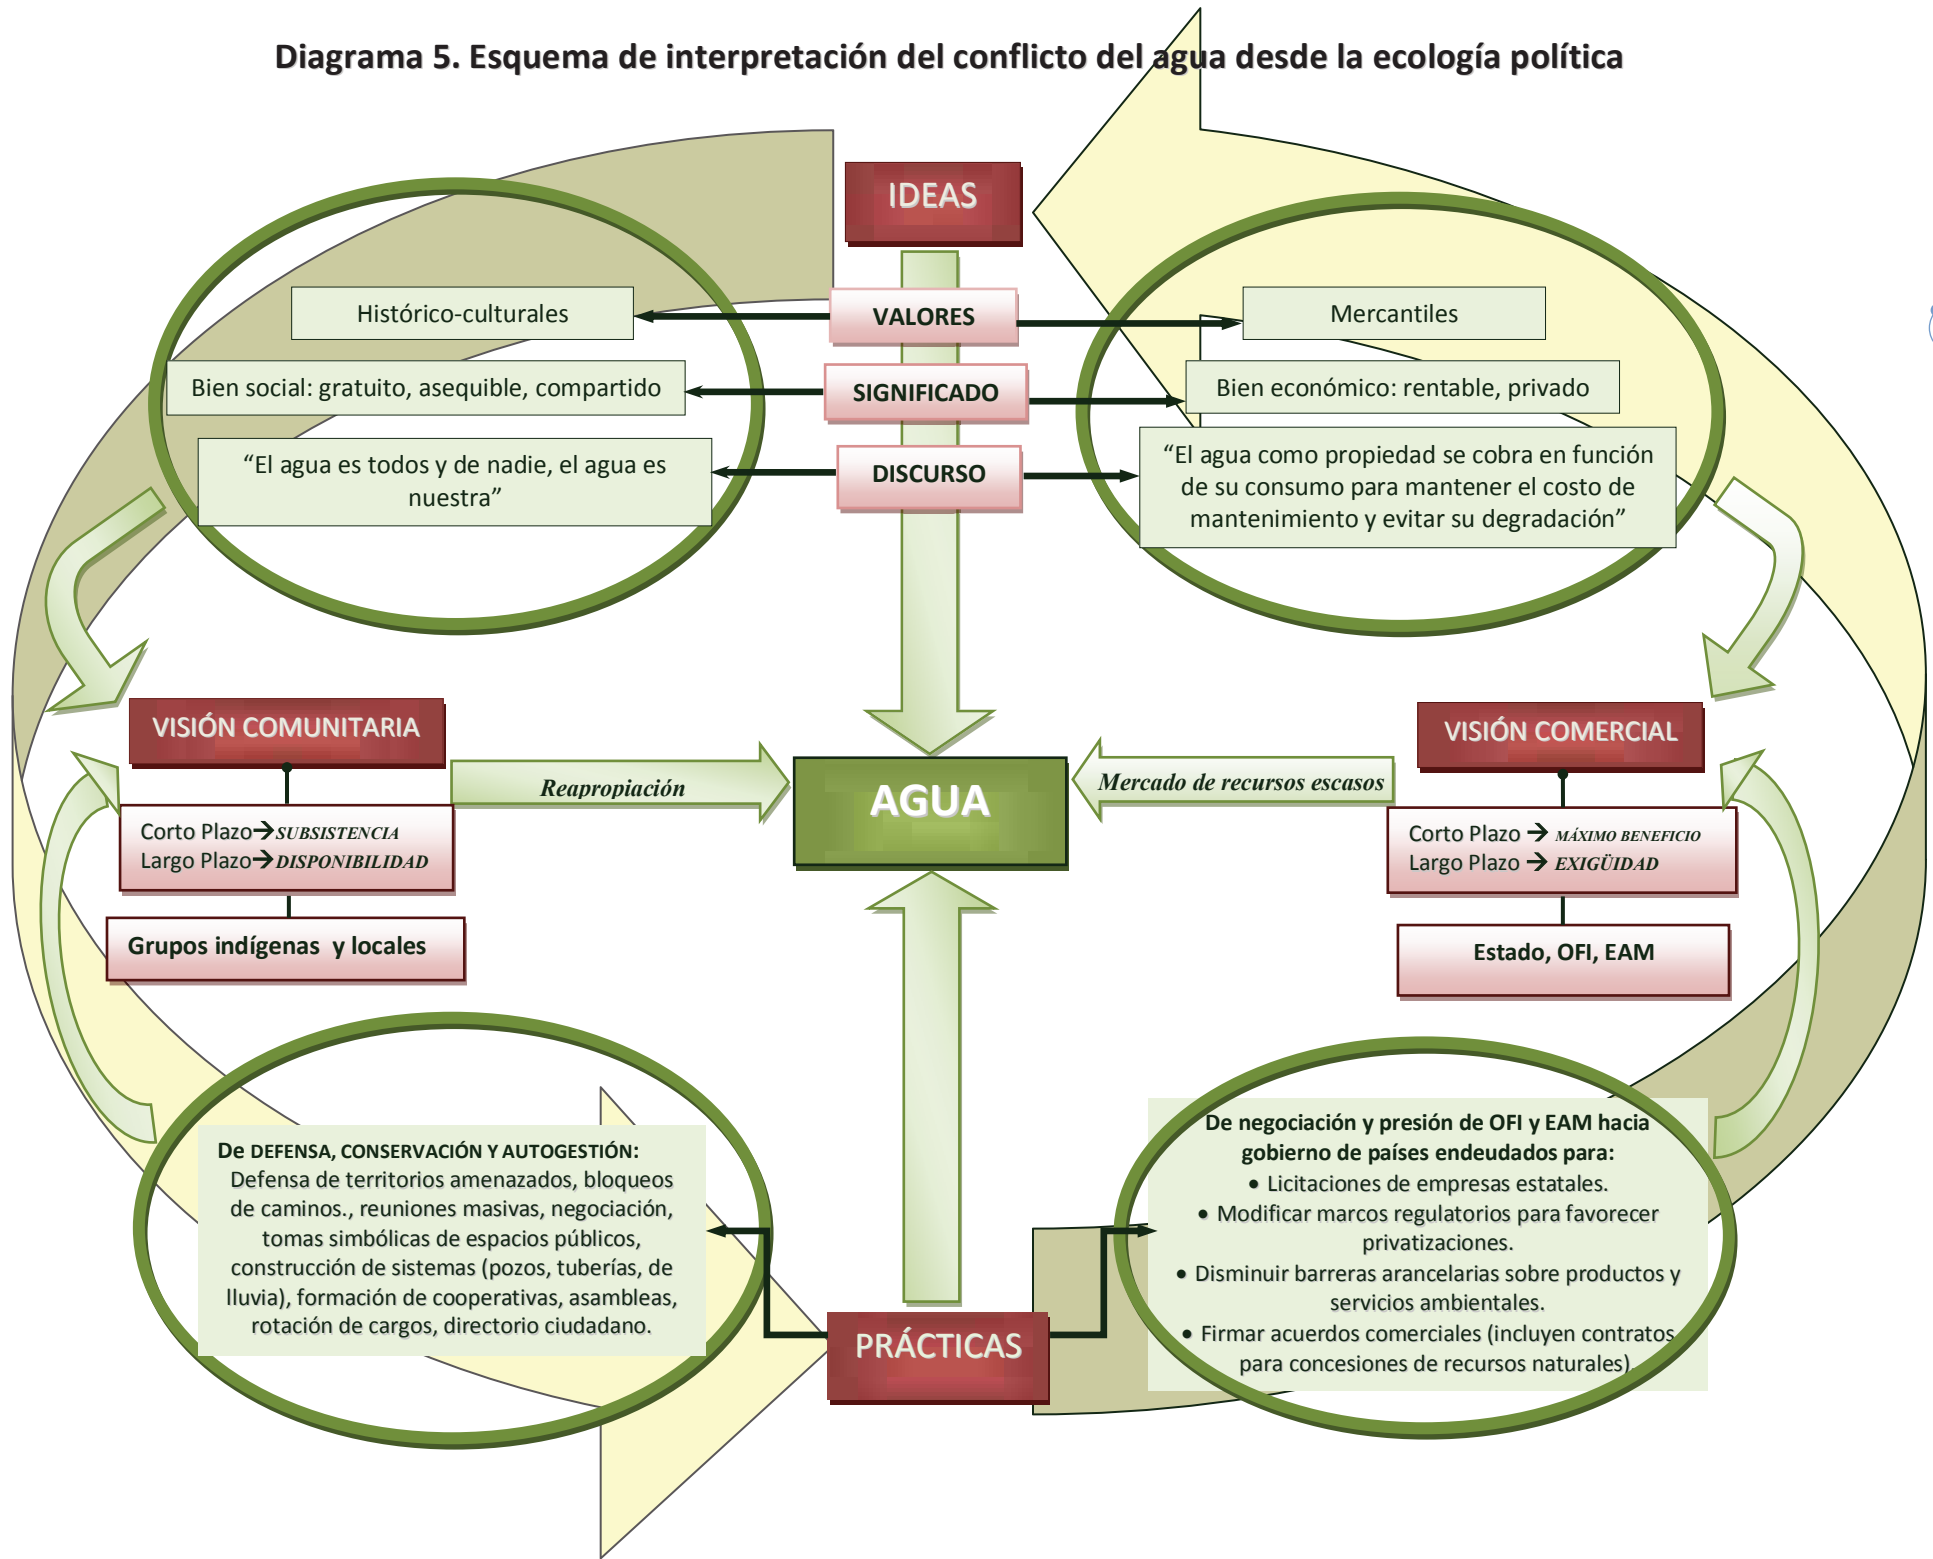 Diagrama 5. Esquema de interpretación del conflicto del agua desde la ecología política
IDEAS
VALORES
Histórico-culturales
Mercantiles
SIGNIFICADO
Bien social: gratuito, asequible, compartido
Bien económico: rentable, privado
DISCURSO
“El agua es todos y de nadie, el agua es
nuestra”
“El agua como propiedad se cobra en función
de su consumo para mantener el costo de
mantenimiento y evitar su degradación”
VISIÓN COMUNITARIA
Corto Plazo→SUBSISTENCIA
Largo Plazo→DISPONIBILIDAD
Grupos indígenas y locales
Reapropiación
AGUA
Mercado de recursos escasos
VISIÓN COMERCIAL
Corto Plazo → MÁXIMO BENEFICIO
Largo Plazo → EXIGÜIDAD
Estado, OFI, EAM
De DEFENSA, CONSERVACIÓN Y AUTOGESTIÓN:
Defensa de territorios amenazados, bloqueos
de caminos., reuniones masivas, negociación,
tomas simbólicas de espacios públicos,
construcción de sistemas (pozos, tuberías, de
lluvia), formación de cooperativas, asambleas,
rotación de cargos, directorio ciudadano.
PRÁCTICAS
De negociación y presión de OFI y EAM hacia
gobierno de países endeudados para:
• Licitaciones de empresas estatales.
• Modificar marcos regulatorios para favorecer
privatizaciones.
• Disminuir barreras arancelarias sobre productos y
servicios ambientales.
• Firmar acuerdos comerciales (incluyen contratos
para concesiones de recursos naturales).